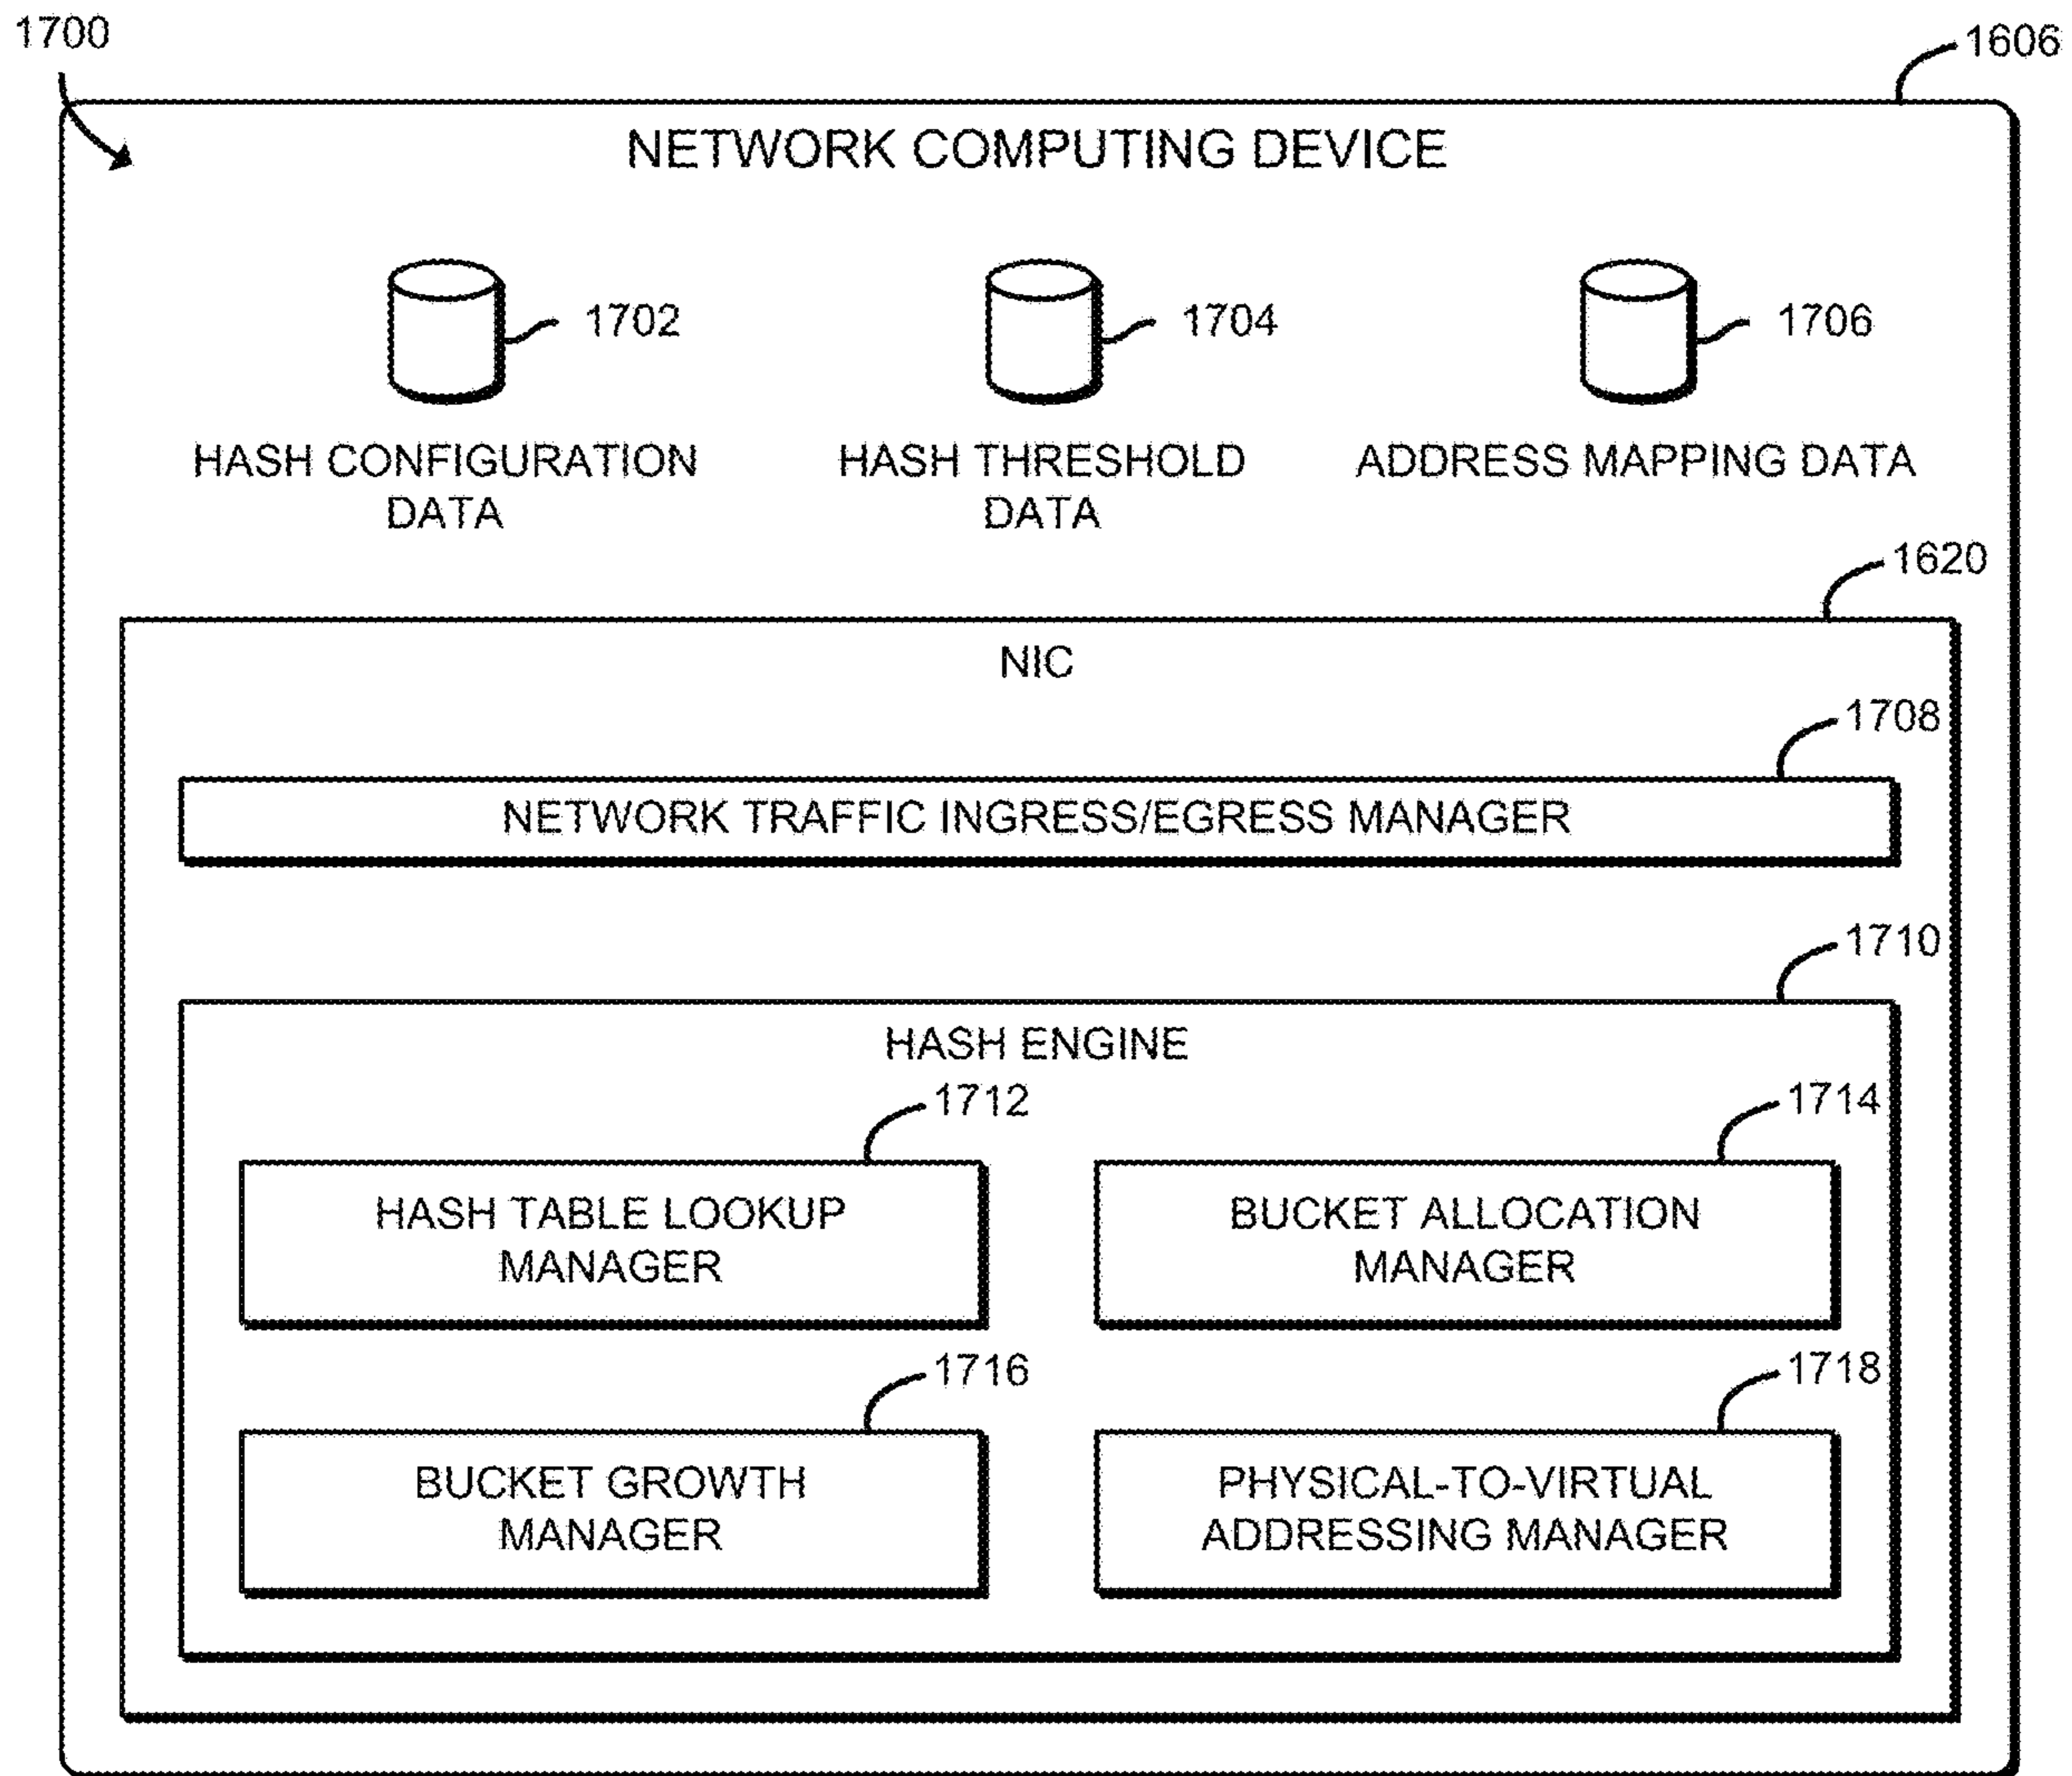 1700
1606
NETWORK COMPUTING DEVICE
1702
1704
1706
HASH CONFIGURATION
DATA
HASH THRESHOLD
DATA
ADDRESS MAPPING DATA
1620
NIC
1708
NETWORK TRAFFIC INGRESS/EGRESS MANAGER
1710
HASH ENGINE
1712
1714
HASH TABLE LOOKUP
MANAGER
BUCKET ALLOCATION
MANAGER
1716
1718
BUCKET GROWTH
MANAGER
PHYSICAL-TO-VIRTUAL
ADDRESSING MANAGER